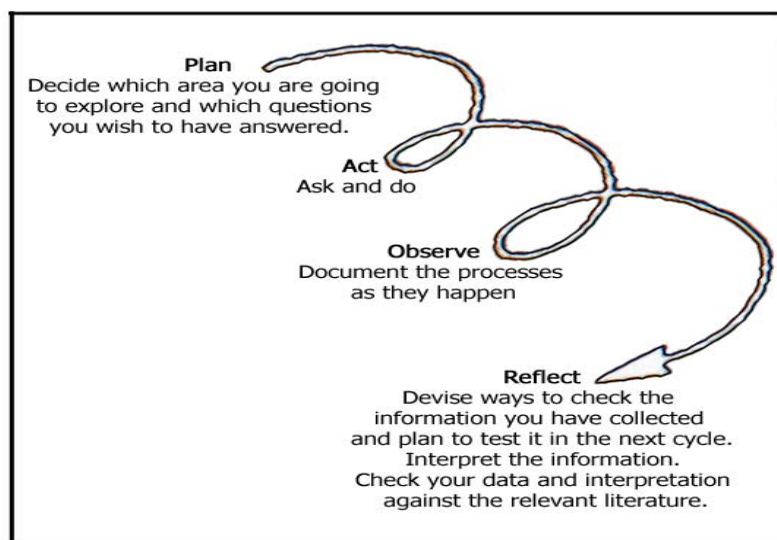 Plan
Decide which area you are going
to explore and which questions
you wish to have answered.
Act
Ask and do
Observe
Document the processes
as they happen
Reflect
Devise ways to check the
information you have collected
and plan to test it in the next cycle.
Interpret the information.
Check your data and interpretation
against the relevant literature.